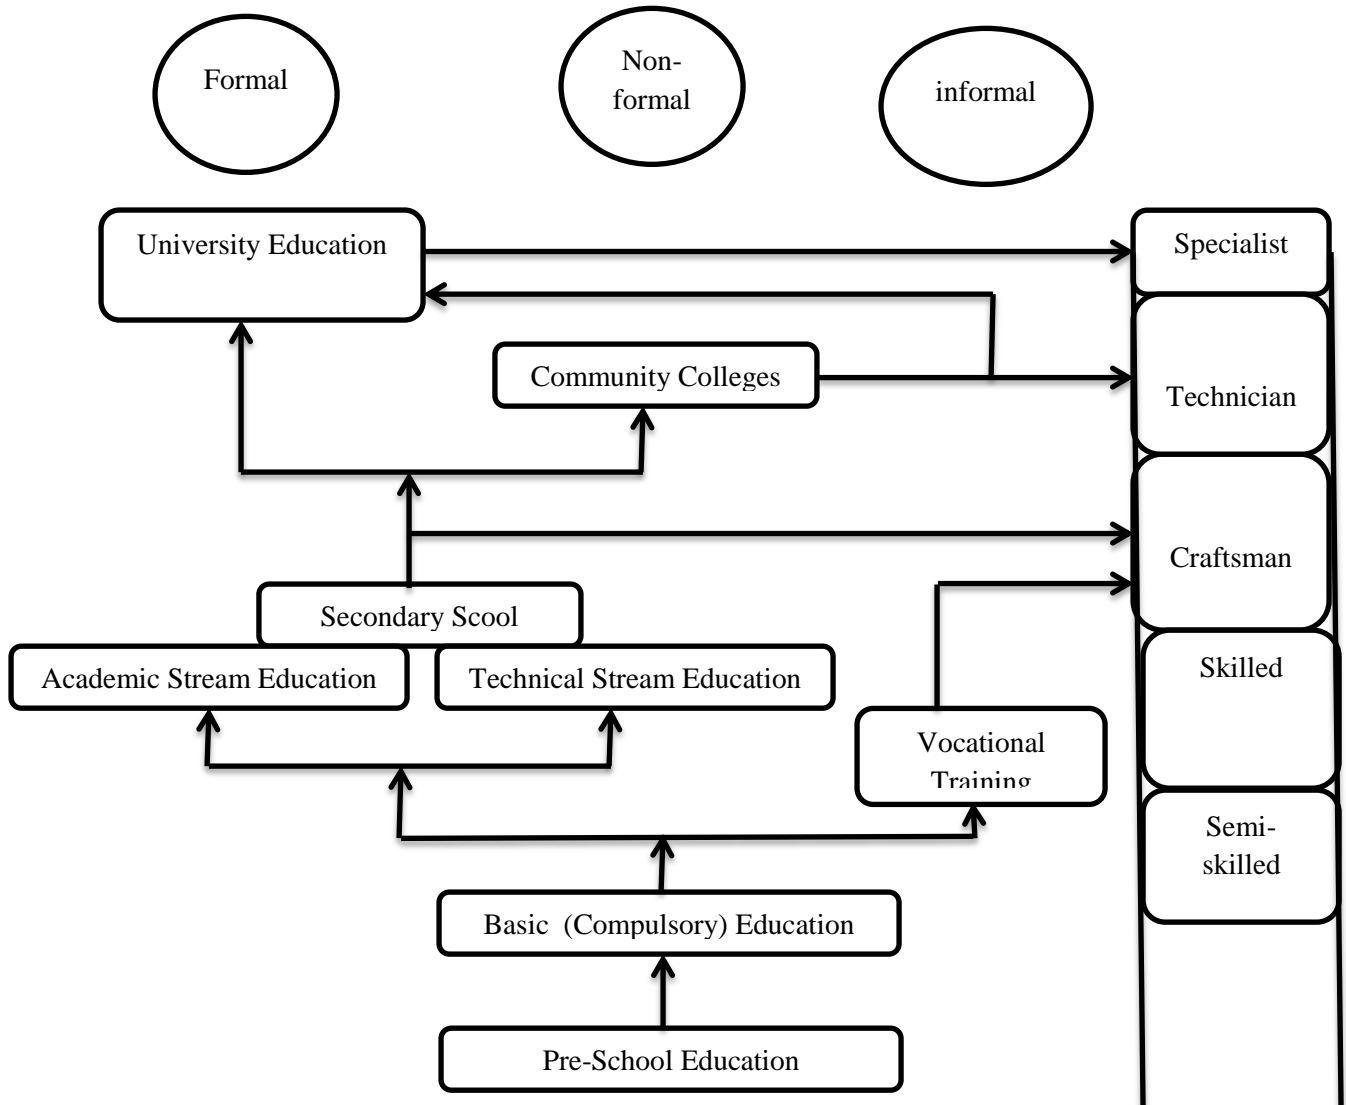 Formal
Non-
formal
informal
University Education
Specialist
Community Colleges
Technician
Craftsman
Secondary Scool
Academic Stream Education
Technical Stream Education
Skilled
Vocational
Training
Semi-
skilled
Basic (Compulsory) Education
Pre-School Education